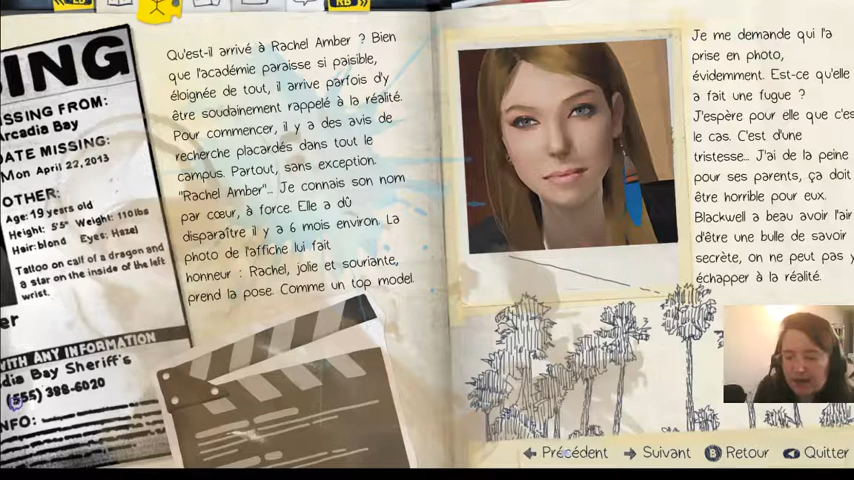 LB
RB
ING
SSING FROM:
Arcadia Bay
DATE MISSING:
Mon April 22, 2013
OTHER:
Age: 19 years old
Height: 5'5" Weight: 110lbs
Hair: blond Eyes: Hazel
Tattoo on calf of a dragon and
a star on the inside of the left
wrist.
er
WITH ANY INFORMATION
dia Bay Sheriff's
(555) 388-6020
NFO:
Qu'est-il arrivé à Rachel Amber ? Bien
que l'académie paraisse si paisible,
éloignée de tout, il arrive parfois d'y
être soudainement rappelé à la réalité.
Pour commencer, il y a des avis de
recherche placardés dans tout le
campus. Partout, sans exception.
"Rachel Amber"... Je connais son nom
par cœur, à force. Elle a dû
disparaître il y a 6 mois environ. La
photo de l'affiche lui fait
honneur : Rachel, jolie et souriante,
prend la pose. Comme un top model.
Je me demande qui l'a
prise en photo,
évidemment. Est-ce qu'elle
a fait une fugue ?
J'espère pour elle que c'es
le cas. C'est d'une
tristesse... J'ai de la peine
pour ses parents, ça doit
être horrible pour eux.
Blackwell a beau avoir l'air
d'être une bulle de savoir
secrète, on ne peut pas y
échapper à la réalité.
Précédent
Suivant
B Retour
Quitter